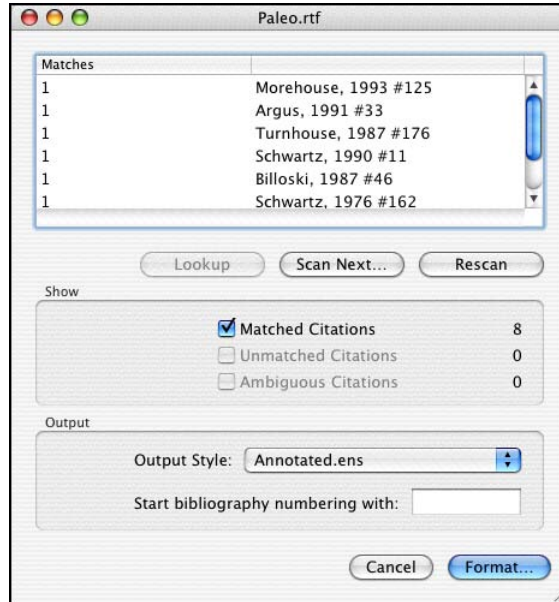 Paleo.rtf
Matches
1 Morehouse, 1993 #125
1 Argus, 1991 #33
1 Turnhouse, 1987 #176
1 Schwartz, 1990 #11
1 Billoski, 1987 #46
1 Schwartz, 1976 #162
Lookup Scan Next... Rescan
Show
Matched Citations 8
Unmatched Citations 0
Ambiguous Citations 0
Output
Output Style: Annotated.ens
Start bibliography numbering with:
Cancel Format...